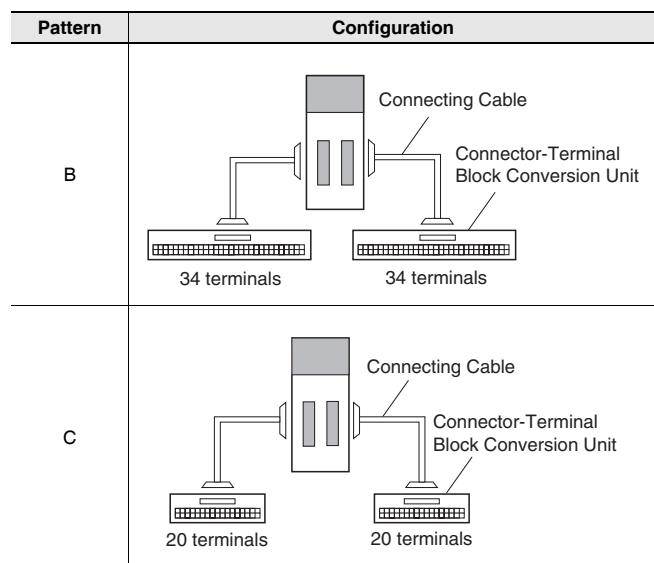 Pattern Configuration
B
Connecting Cable
Connector-Terminal
Block Conversion Unit
34 terminals 34 terminals
C
Connecting Cable
Connector-Terminal
Block Conversion Unit
20 terminals 20 terminals